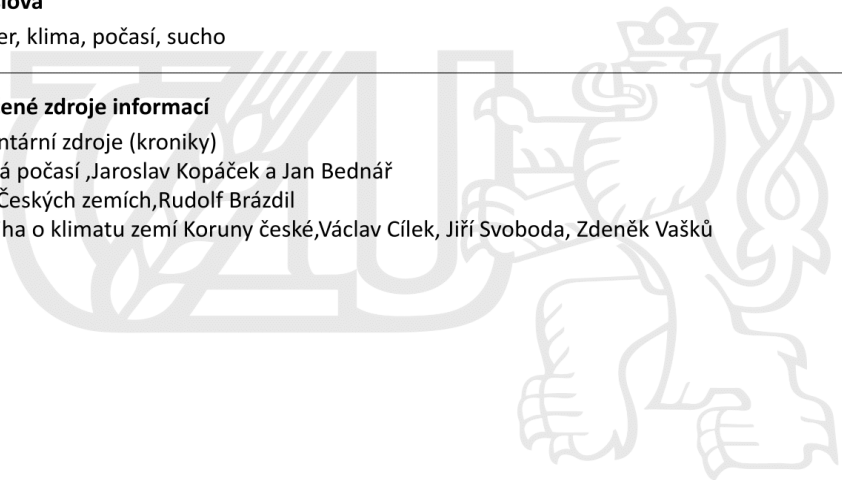 slova
er, klima, počasí, sucho
ené zdroje informací
ntární zdroje (kroniky)
á počasí ,Jaroslav Kopáček a Jan Bednář
Českých zemích,Rudolf Brázdil
ha o klimatu zemí Koruny české,Václav Cílek, Jiří Svoboda, Zdeněk Vašků